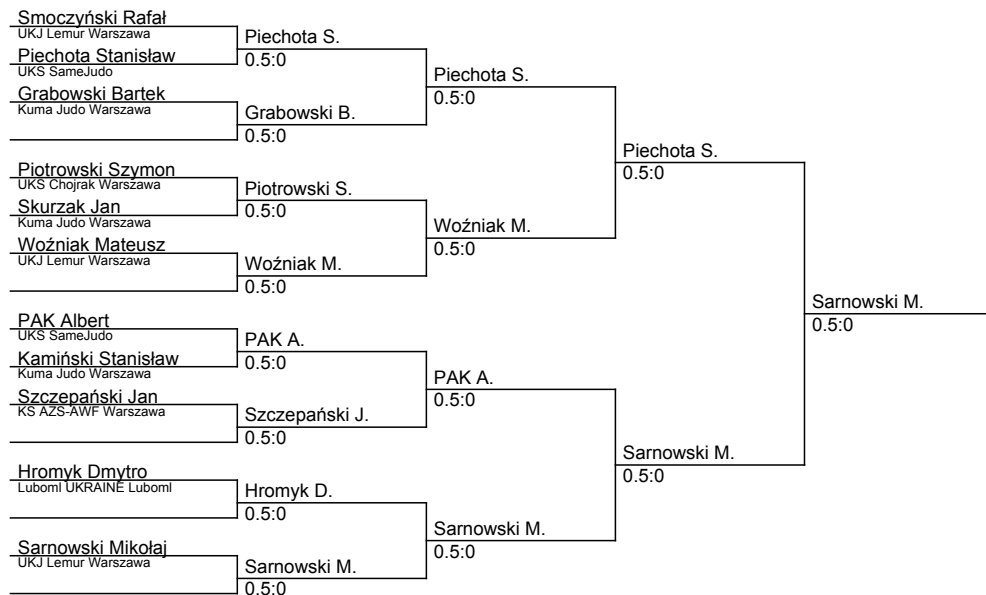 Smoczyński Rafał
UKJ Lemur Warszawa
Piechota Stanisław
UKS SameJudo
Grabowski Bartek
Kuma Judo Warszawa
Piotrowski Szymon
UKS Chojrak Warszawa
Skurzak Jan
Kuma Judo Warszawa
Woźniak Mateusz
UKJ Lemur Warszawa
PAK Albert
UKS SameJudo
Kamiński Stanisław
Kuma Judo Warszawa
Szczepański Jan
KS AZS-AWF Warszawa
Hromyk Dmytro
Luboml UKRAINE Luboml
Sarnowski Mikołaj
UKJ Lemur Warszawa
Piechota S.
0.5:0
Grabowski B.
0.5:0
Piotrowski S.
0.5:0
Woźniak M.
0.5:0
PAK A.
0.5:0
Szczepański J.
0.5:0
Hromyk D.
0.5:0
Sarnowski M.
0.5:0
Piechota S.
0.5:0
Woźniak M.
0.5:0
PAK A.
0.5:0
Sarnowski M.
0.5:0
Piechota S.
0.5:0
Sarnowski M.
0.5:0
Sarnowski M.
0.5:0